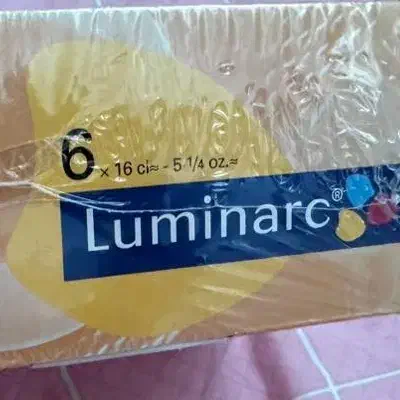 6 x 16 cl≈ - 5 1/4 oz.≈
Luminarc®